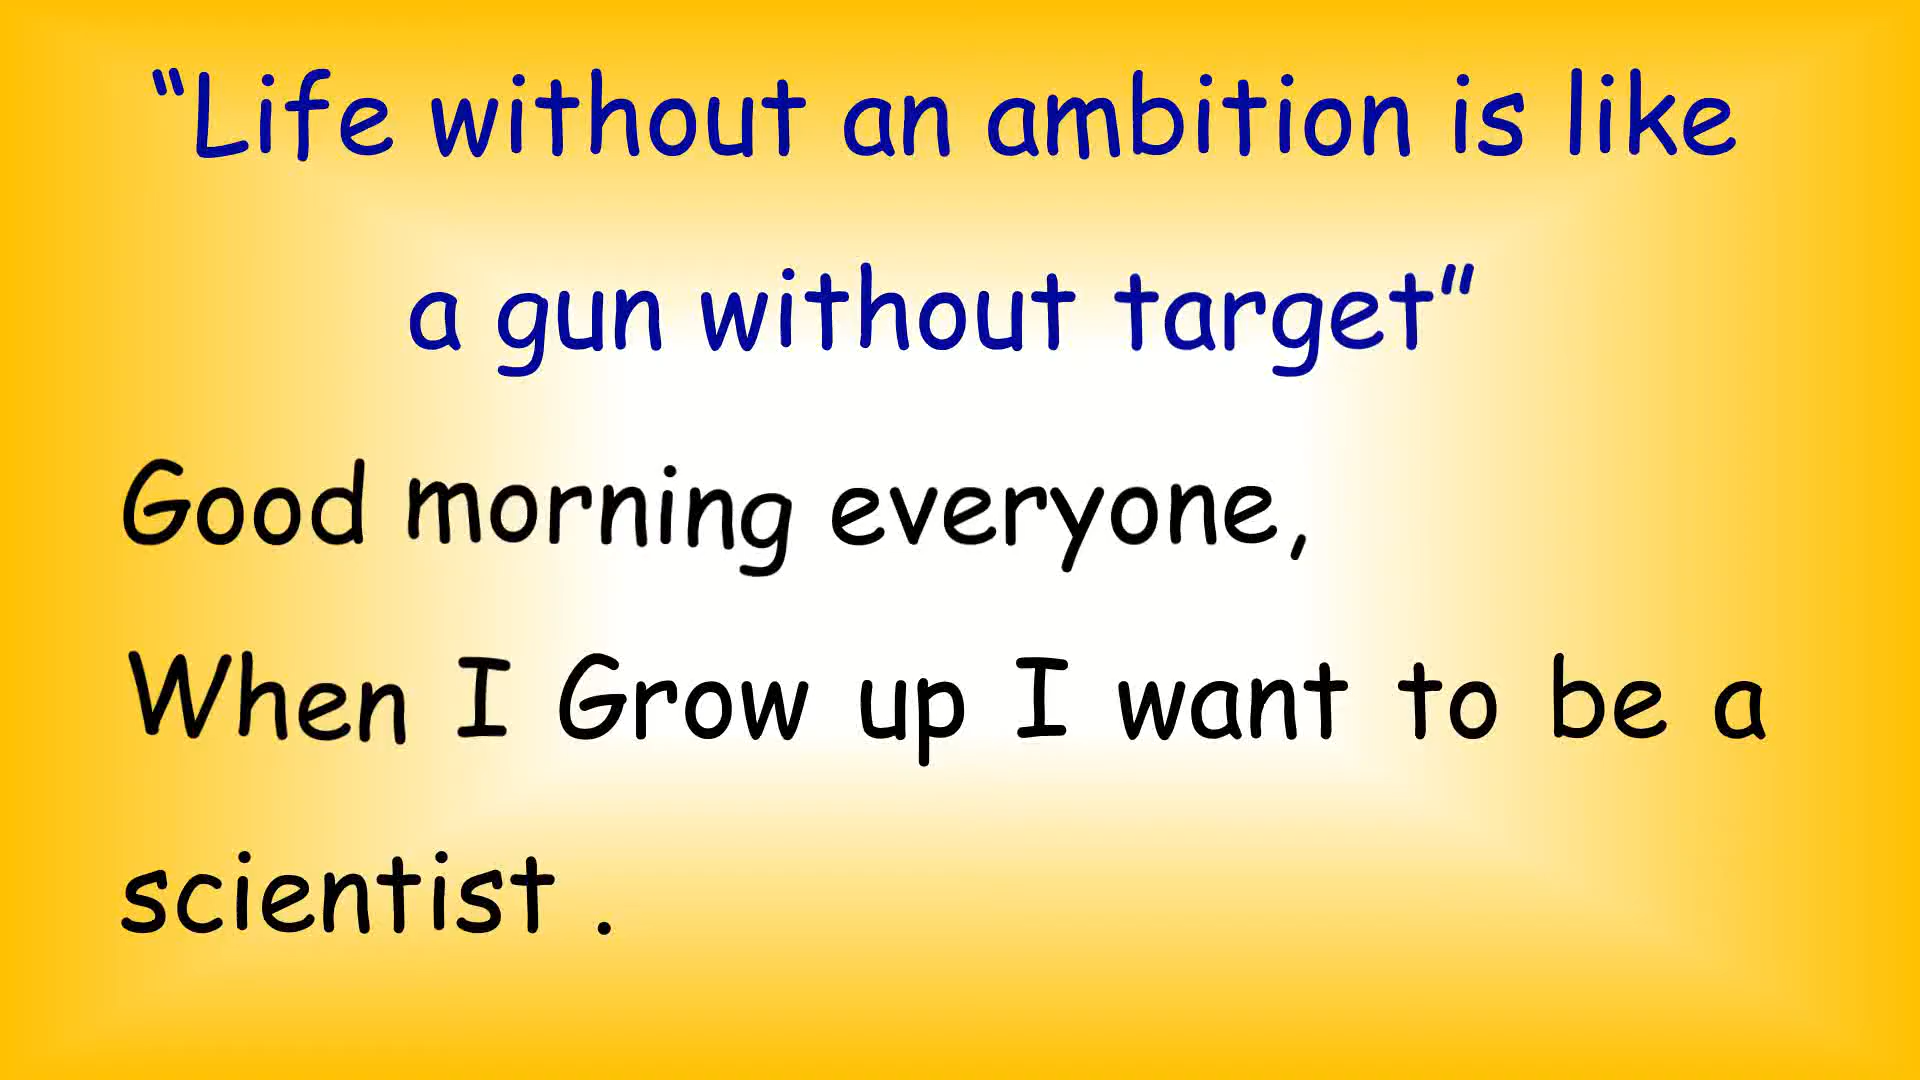 “Life without an ambition is like
a gun without target”
Good morning everyone,
When I Grow up I want to be a
scientist .